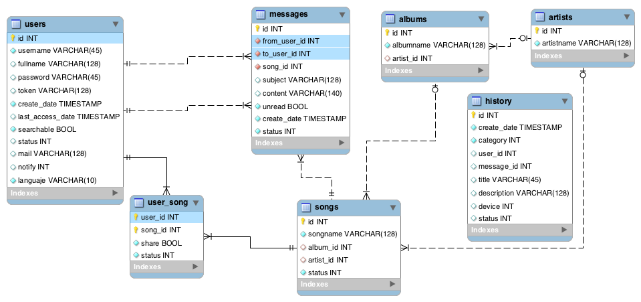 users
id INT
username VARCHAR(45)
fullname VARCHAR(128)
password VARCHAR(45)
token VARCHAR(128)
create_date TIMESTAMP
last_access_date TIMESTAMP
searchable BOOL
status INT
mail VARCHAR(128)
notify INT
languaje VARCHAR(10)
Indexes
messages
id INT
from_user_id INT
to_user_id INT
song_id INT
subject VARCHAR(128)
content VARCHAR(140)
unread BOOL
create_date TIMESTAMP
status INT
Indexes
albums
id INT
albumname VARCHAR(128)
artist_id INT
Indexes
artists
id INT
artistname VARCHAR(128)
Indexes
history
id INT
create_date TIMESTAMP
category INT
user_id INT
message_id INT
title VARCHAR(45)
description VARCHAR(128)
device INT
status INT
Indexes
user_song
user_id INT
song_id INT
share BOOL
status INT
Indexes
songs
id INT
songname VARCHAR(128)
album_id INT
artist_id INT
status INT
Indexes